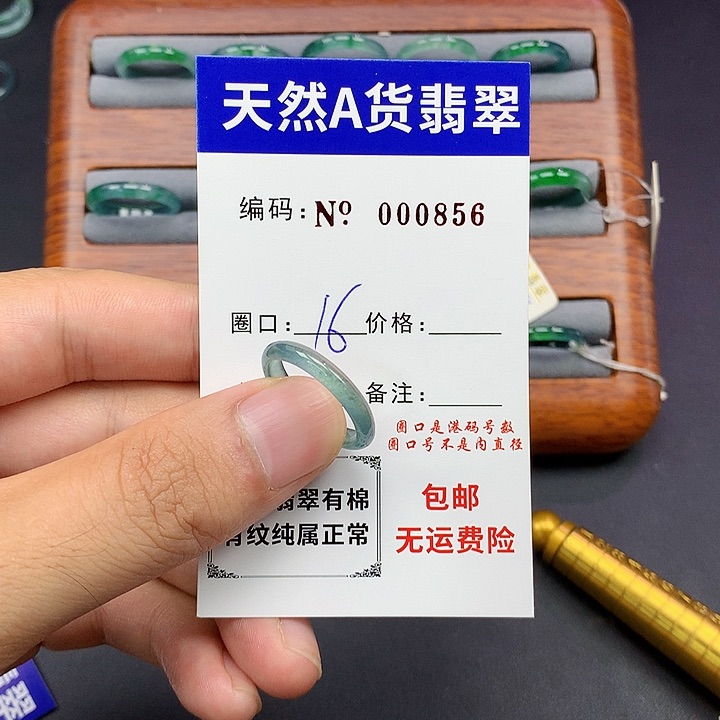 天然A货翡翠
编码: Nº 000856
圈口: 16 价格:
备注:
圈口是港码号数
圈口号不是内直径
翡翠有棉
有纹纯属正常
包邮
无运费险
翠